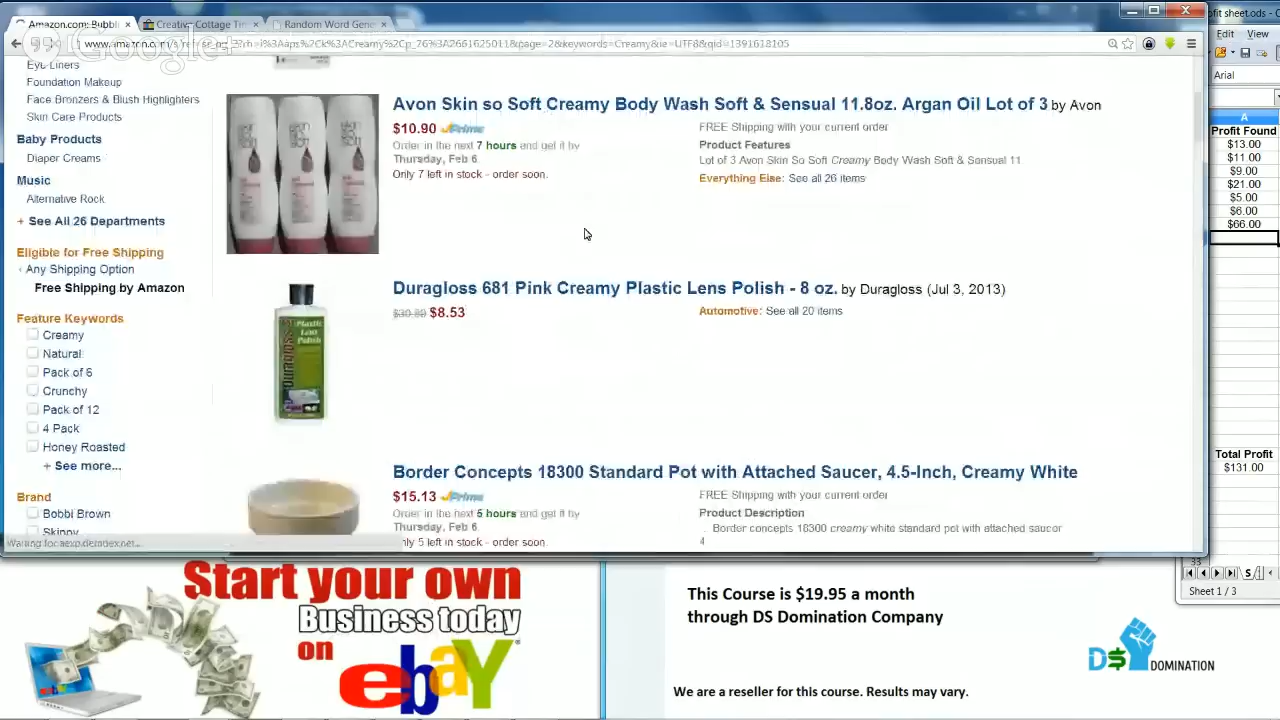 Amazon.com: Bubbl
Creative Cottage Tin
Random Word Gene
Google+
fit sheet.ods - O
Edit View
Arial
A
Profit Found
$13.00
$11.00
$9.00
$21.00
$5.00
$6.00
$66.00
Total Profit
$131.00
Sheet 1 / 3
Eye Liners
Foundation Makeup
Face Bronzers & Blush Highlighters
Skin Care Products
Baby Products
Diaper Creams
Music
Alternative Rock
+ See All 26 Departments
Eligible for Free Shipping
‹ Any Shipping Option
Free Shipping by Amazon
Feature Keywords
Creamy
Natural
Pack of 6
Crunchy
Pack of 12
4 Pack
Honey Roasted
+ See more...
Brand
Bobbi Brown
Skippy
Avon Skin so Soft Creamy Body Wash Soft & Sensual 11.8oz. Argan Oil Lot of 3 by Avon
$10.90 Prime
Order in the next 7 hours and get it by
Thursday, Feb 6
Only 7 left in stock - order soon.
FREE Shipping with your current order
Product Features
Lot of 3 Avon Skin So Soft Creamy Body Wash Soft & Sensual 11
Everything Else: See all 26 items
Duragloss 681 Pink Creamy Plastic Lens Polish - 8 oz. by Duragloss (Jul 3, 2013)
$8.53
Automotive: See all 20 items
Border Concepts 18300 Standard Pot with Attached Saucer, 4.5-Inch, Creamy White
$15.13 Prime
Order in the next 5 hours and get it by
Thursday, Feb 6
nly 5 left in stock - order soon.
FREE Shipping with your current order
Product Description
Border concepts 18300 creamy white standard pot with attached saucer
4
Start your own
Business today
on ebaY
This Course is $19.95 a month
through DS Domination Company
D$ DOMINATION
We are a reseller for this course. Results may vary.